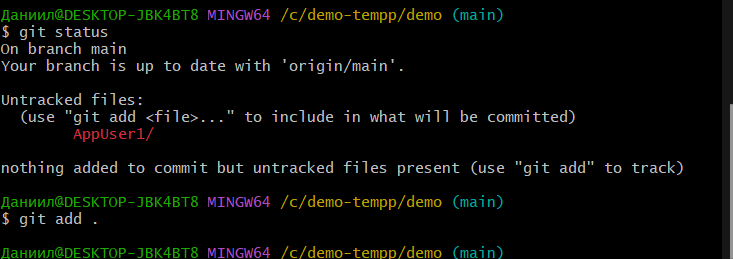 Даниил@DESKTOP-JBK4BT8 MINGW64 /c/demo-tempp/demo (main)
$ git status
On branch main
Your branch is up to date with 'origin/main'.

Untracked files:
  (use "git add <file>..." to include in what will be committed)
        AppUser1/

nothing added to commit but untracked files present (use "git add" to track)

Даниил@DESKTOP-JBK4BT8 MINGW64 /c/demo-tempp/demo (main)
$ git add .

Даниил@DESKTOP-JBK4BT8 MINGW64 /c/demo-tempp/demo (main)